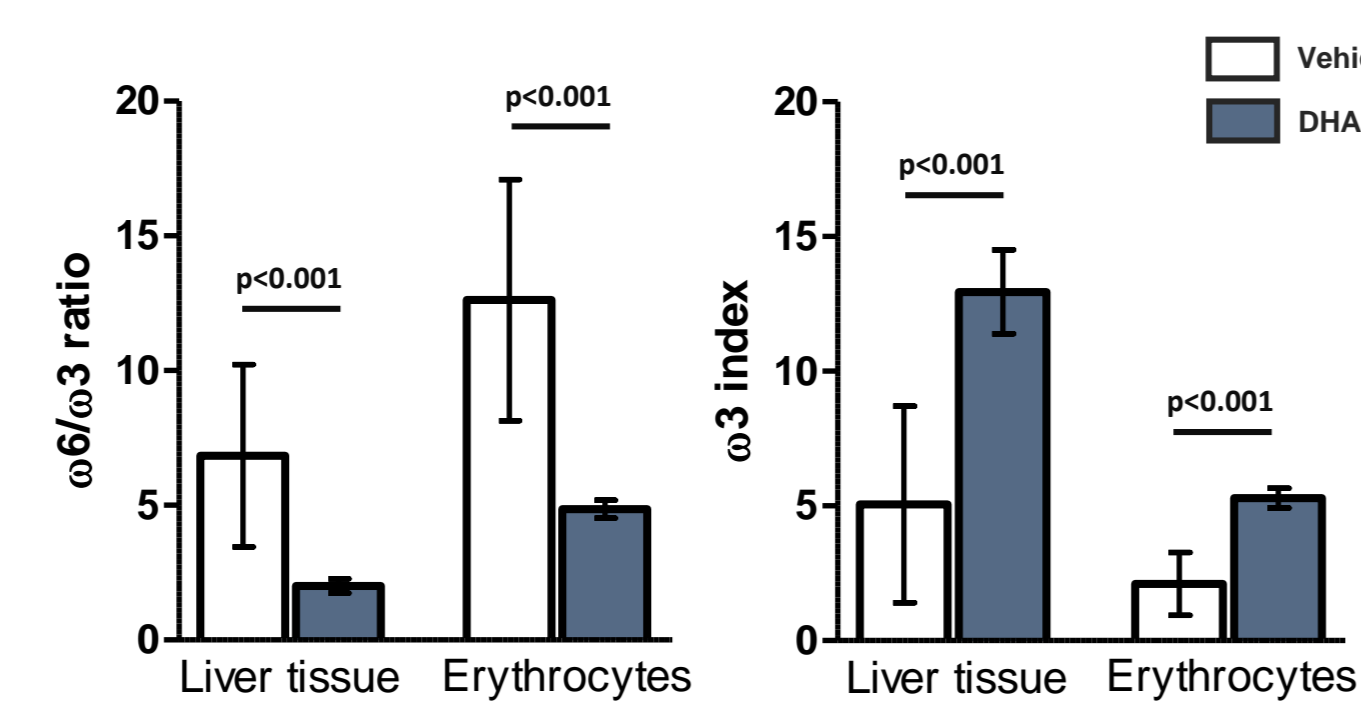 Vehi
DHA
20
15
10
5
0
ω6/ω3 ratio
p<0.001
p<0.001
Liver tissue
Erythrocytes
20
15
10
5
0
ω3 index
p<0.001
p<0.001
Liver tissue
Erythrocytes